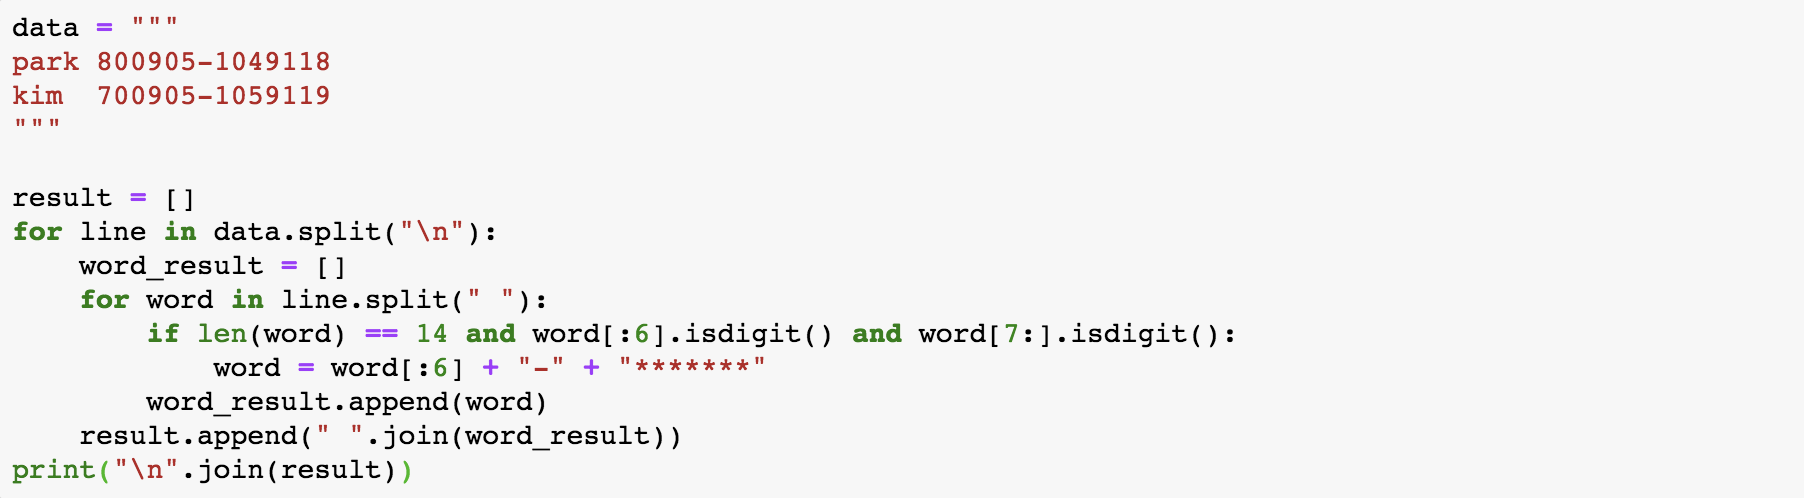 data = """
park 800905-1049118
kim  700905-1059119
"""

result = []
for line in data.split("\n"):
    word_result = []
    for word in line.split(" "):
        if len(word) == 14 and word[:6].isdigit() and word[7:].isdigit():
            word = word[:6] + "-" + "*******"
        word_result.append(word)
    result.append(" ".join(word_result))
print("\n".join(result))